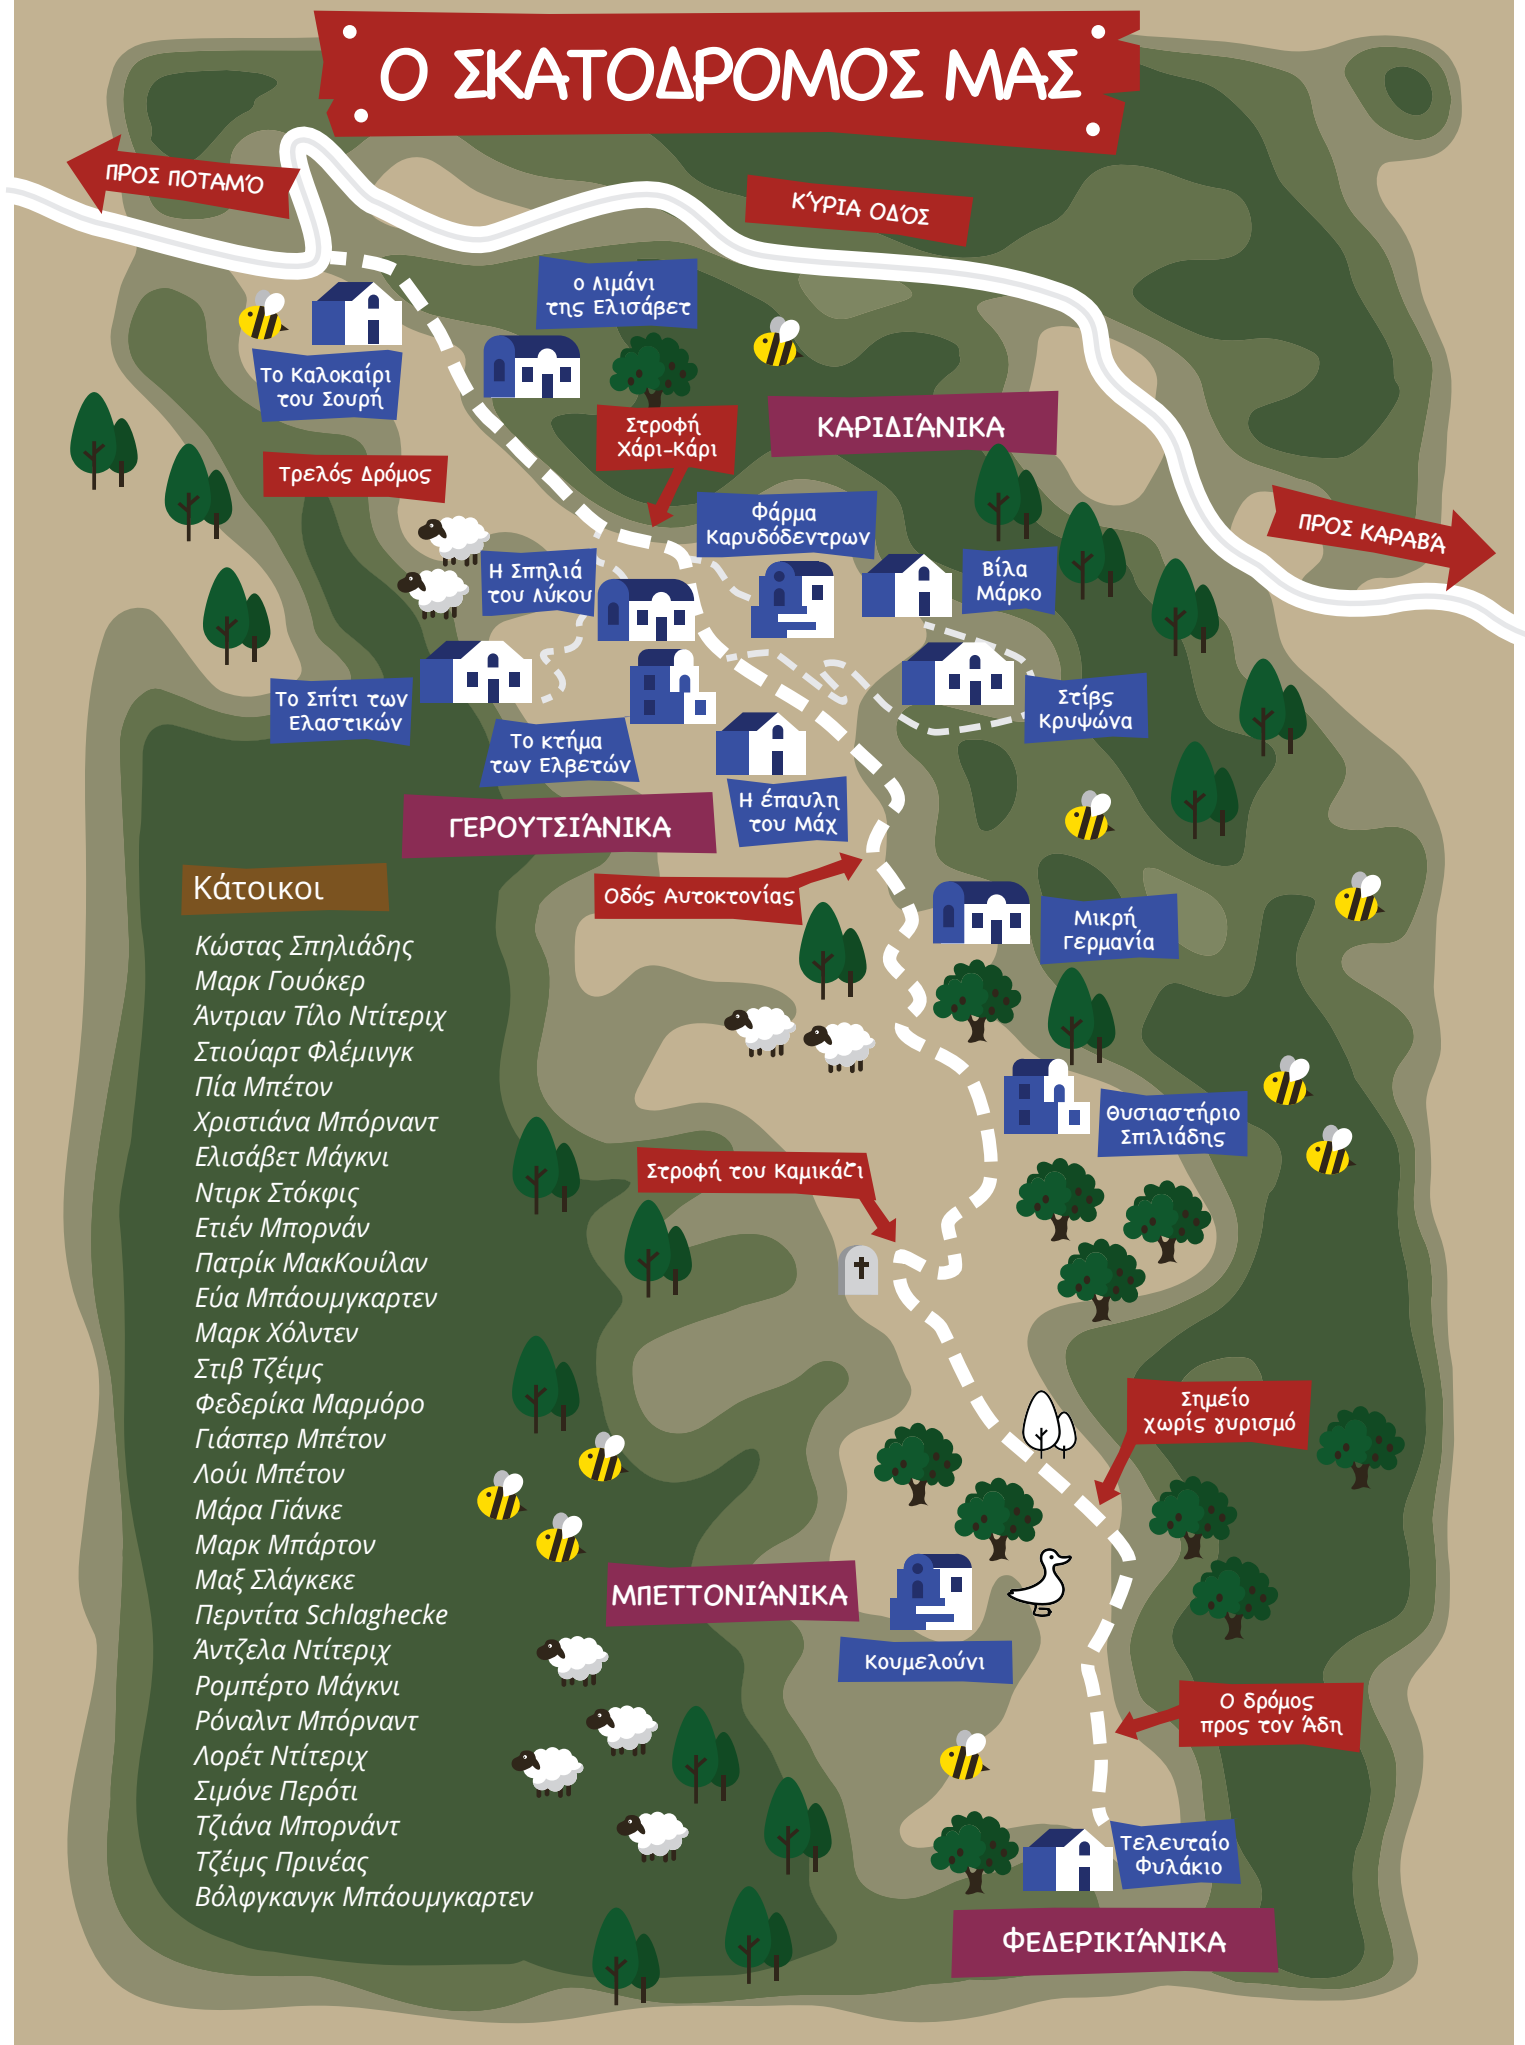 Ο ΣΚΑΤΟΔΡΟΜΟΣ ΜΑΣ
ΠΡΟΣ ΠΟΤΑΜΌ
ΚΎΡΙΑ ΟΔΌΣ
ο Λιμάνι
της Ελισάβετ
Το Καλοκαίρι
του Σουρή
Στροφή
Χάρι-Κάρι
ΚΑΡΙΔΙΆΝΙΚΑ
Τρελός Δρόμος
Φάρμα
Καρυδόδεντρων
ΠΡΟΣ ΚΑΡΑΒΆ
Η Σπηλιά
του Λύκου
Βίλα
Μάρκο
Το Σπίτι των
Ελαστικών
Στίβς
Κρυψώνα
Το κτήμα
των Ελβετών
Η έπαυλη
του Μάχ
ΓΕΡΟΥΤΣΙΆΝΙΚΑ
Οδός Αυτοκτονίας
Μικρή
Γερμανία
Θυσιαστήριο
Σπιλιάδης
Στροφή του Καμικάζι
Σημείο
χωρίς γυρισμό
ΜΠΕΤΤΟΝΙΆΝΙΚΑ
Κουμελούνι
Ο δρόμος
προς τον Άδη
Τελευταίο
Φυλάκιο
ΦΕΔΕΡΙΚΙΆΝΙΚΑ
Κάτοικοι
Κώστας Σπηλιάδης
Μαρκ Γουόκερ
Άντριαν Τίλο Ντίτεριχ
Στιούαρτ Φλέμινγκ
Πία Μπέτον
Χριστιάνα Μπόρναντ
Ελισάβετ Μάγκνι
Ντιρκ Στόκφις
Ετιέν Μπορνάν
Πατρίκ ΜακΚουίλαν
Εύα Μπάουμγκαρτεν
Μαρκ Χόλντεν
Στιβ Τζέιμς
Φεδερίκα Μαρμόρο
Γιάσπερ Μπέτον
Λούι Μπέτον
Μάρα Γiάνκε
Μαρκ Μπάρτον
Μαξ Σλάγκεκε
Περντίτα Schlaghecke
Άντζελα Ντίτεριχ
Ρομπέρτο Μάγκνι
Ρόναλντ Μπόρναντ
Λορέτ Ντίτεριχ
Σιμόνε Περότι
Τζιάνα Μπορνάντ
Τζέιμς Πρινέας
Βόλφγκανγκ Μπάουμγκαρτεν